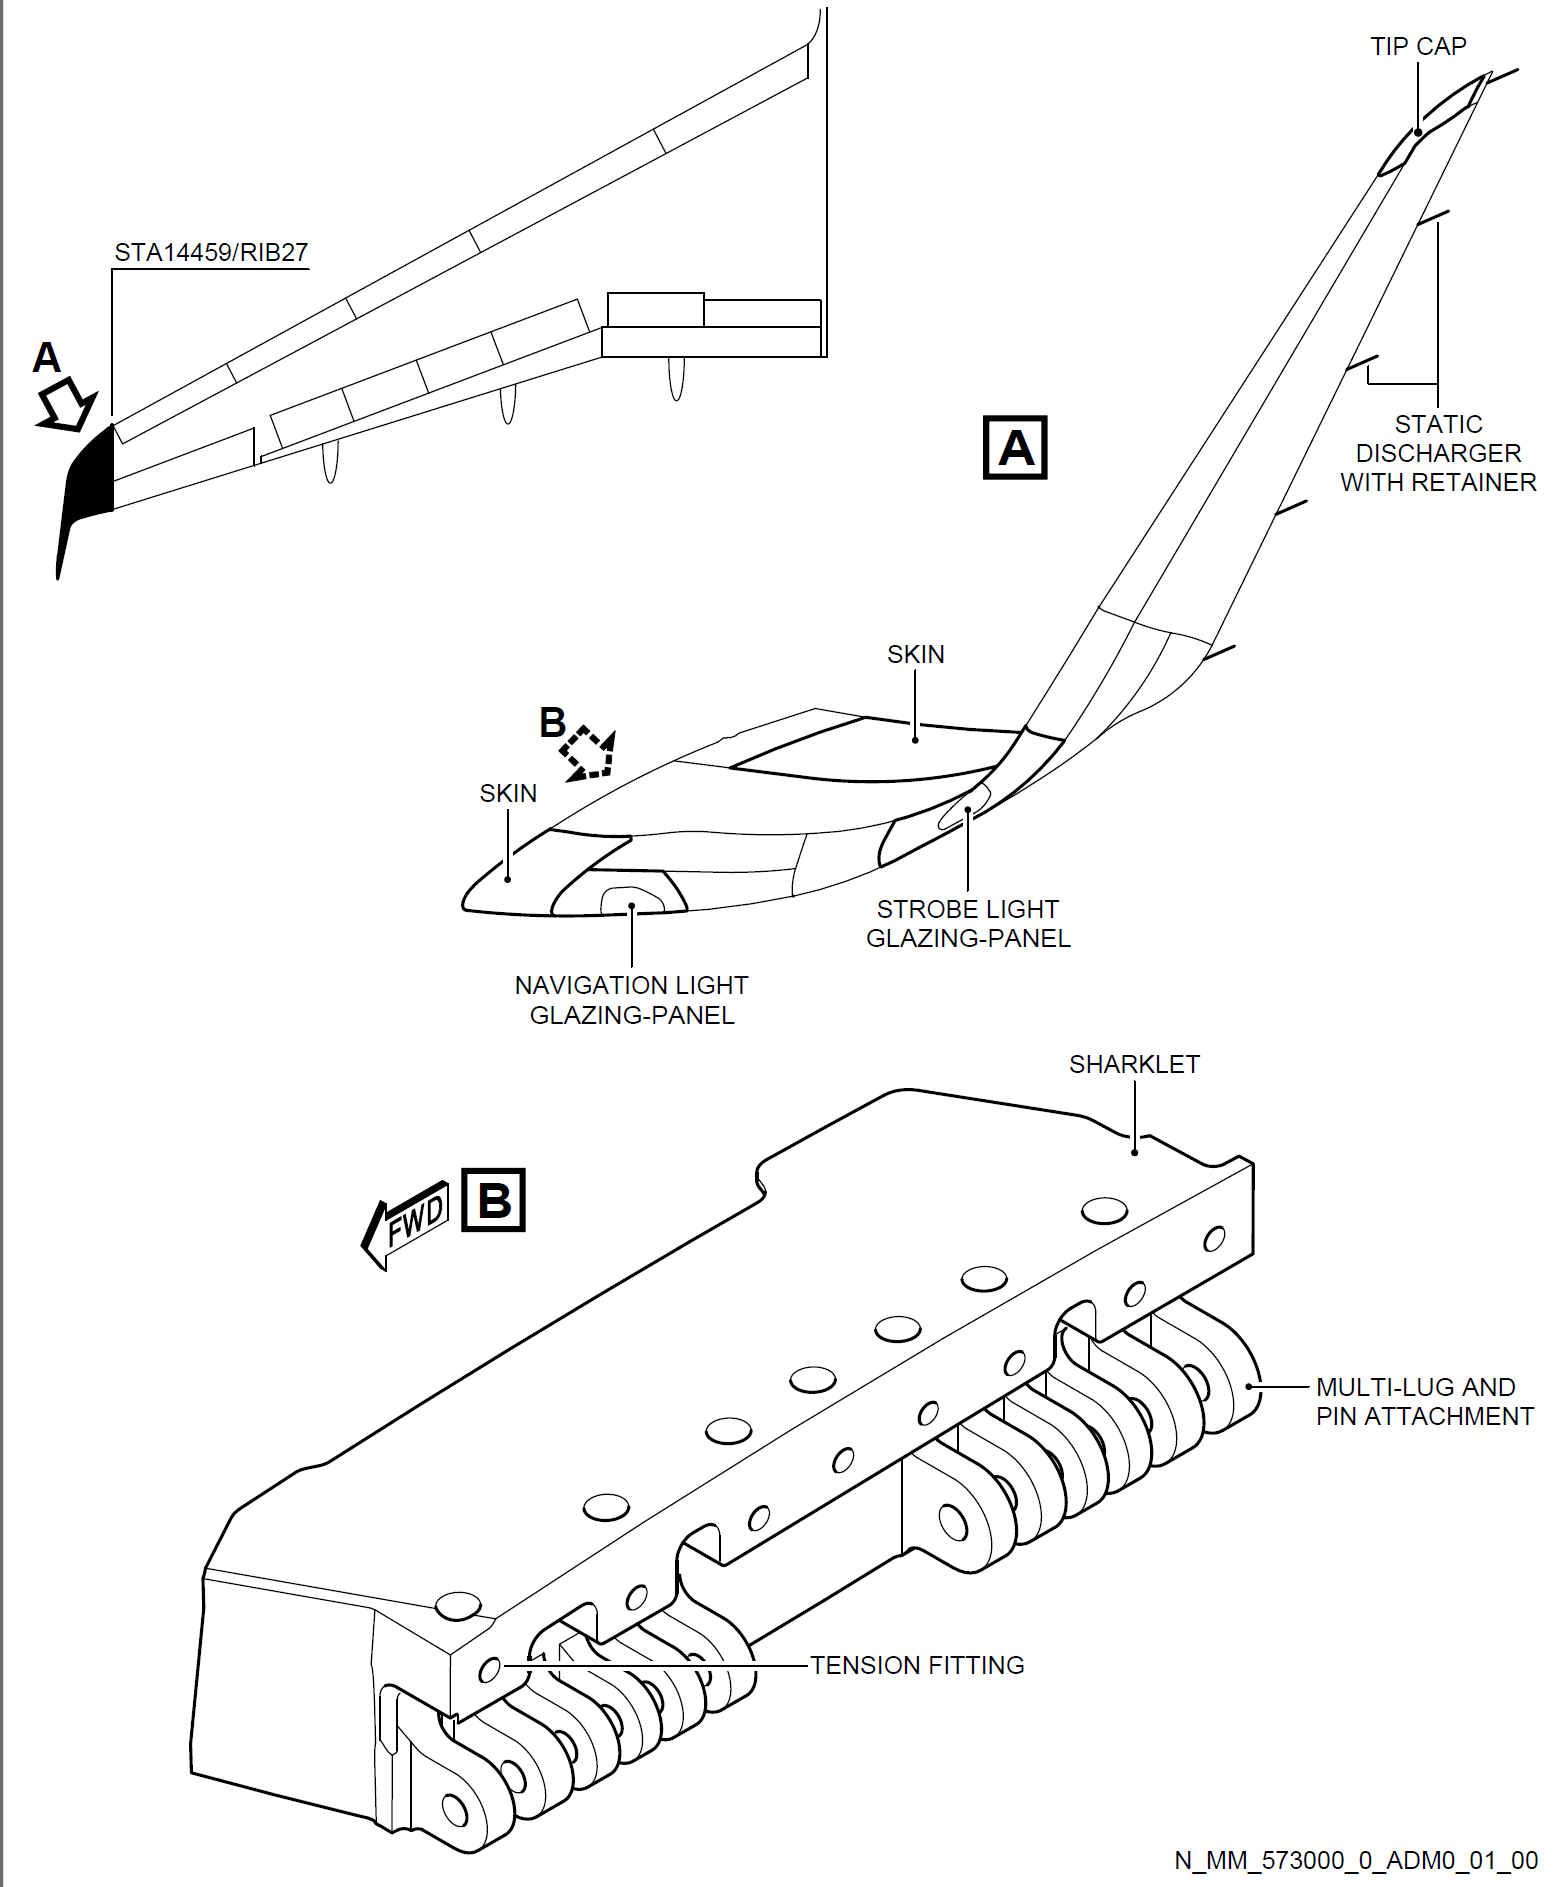 TIP CAP
STA14459/RIB27
A
A
STATIC
DISCHARGER
WITH RETAINER
SKIN
B
SKIN
STROBE LIGHT
GLAZING-PANEL
NAVIGATION LIGHT
GLAZING-PANEL
SHARKLET
B
FWD
MULTI-LUG AND
PIN ATTACHMENT
TENSION FITTING
N_MM_573000_0_ADM0_01_00